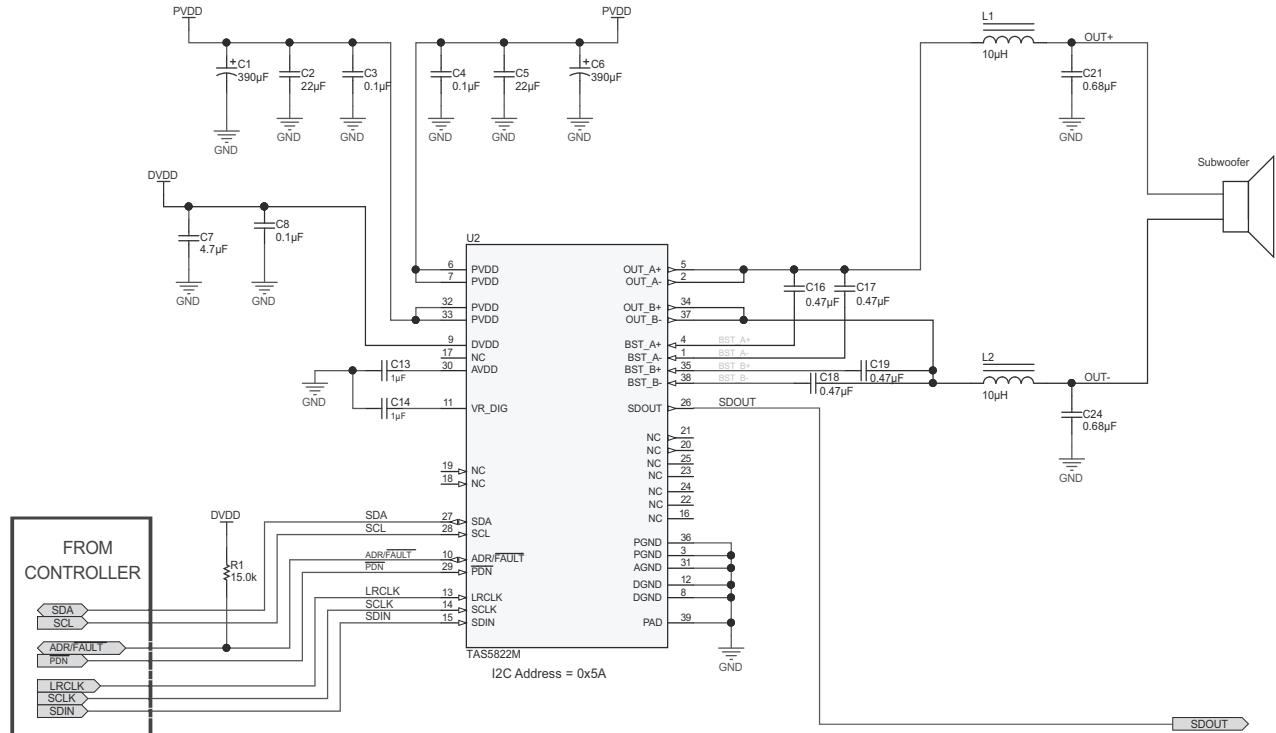 PVDD
PVDD
L1
10µH
OUT+
+ C1
390µF
C2
22µF
C3
0.1µF
C4
0.1µF
C5
22µF
+ C6
390µF
C21
0.68µF
GND
GND
GND
GND
GND
GND
GND
Subwoofer
DVDD
C7
4.7µF
C8
0.1µF
GND
GND
U2
6 PVDD
7 PVDD
32 PVDD
33 PVDD
9 DVDD
17 NC
30 AVDD
11 VR_DIG
19 NC
18 NC
27 SDA
28 SCL
10 ADR/FAULT
29 PDN
13 LRCLK
14 SCLK
15 SDIN
OUT_A+ 5
OUT_A- 2
OUT_B+ 34
OUT_B- 37
BST_A+ 4 BST_A+
BST_A- 1 BST_A-
BST_B+ 35 BST_B+
BST_B- 38 BST_B-
SDOUT 26 SDOUT
NC 21
NC 20
NC 25
NC 23
NC 24
NC 22
NC 16
PGND 36
PGND 3
AGND 31
DGND 12
DGND 8
PAD 39
GND
TAS5822M
I2C Address = 0x5A
C13
1µF
C14
1µF
GND
C16
0.47µF
C17
0.47µF
C19
0.47µF
C18
0.47µF
L2
10µH
OUT-
C24
0.68µF
GND
DVDD
R1
15.0k
SDA
SCL
ADR/FAULT
PDN
LRCLK
SCLK
SDIN
FROM
CONTROLLER
SDA
SCL
ADR/FAULT
PDN
LRCLK
SCLK
SDIN
SDOUT